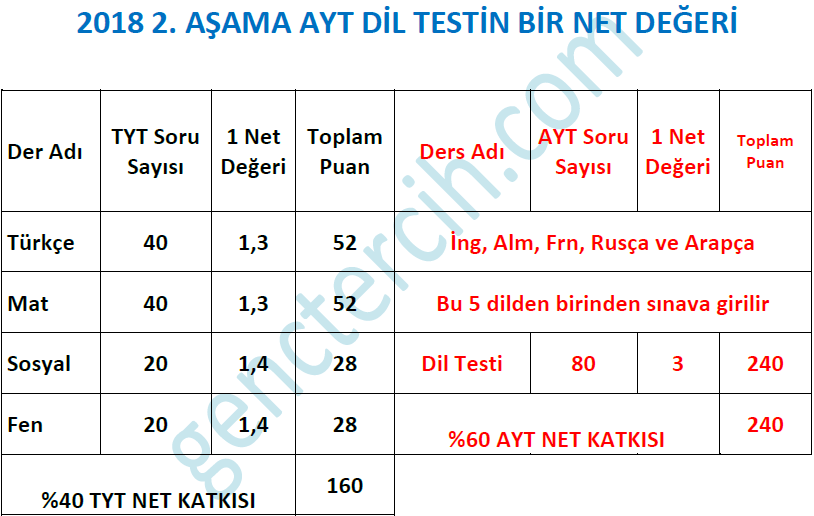 2018 2. AŞAMA AYT DİL TESTİN BİR NET DEĞERİ
Der Adı TYT Soru Sayısı 1 Net Değeri Toplam Puan Ders Adı AYT Soru Sayısı 1 Net Değeri Toplam Puan
Türkçe 40 1,3 52 İng, Alm, Frn, Rusça ve Arapça
Mat 40 1,3 52 Bu 5 dilden birinden sınava girilir
Sosyal 20 1,4 28 Dil Testi 80 3 240
Fen 20 1,4 28 %60 AYT NET KATKISI 240
%40 TYT NET KATKISI 160
genctercih.com